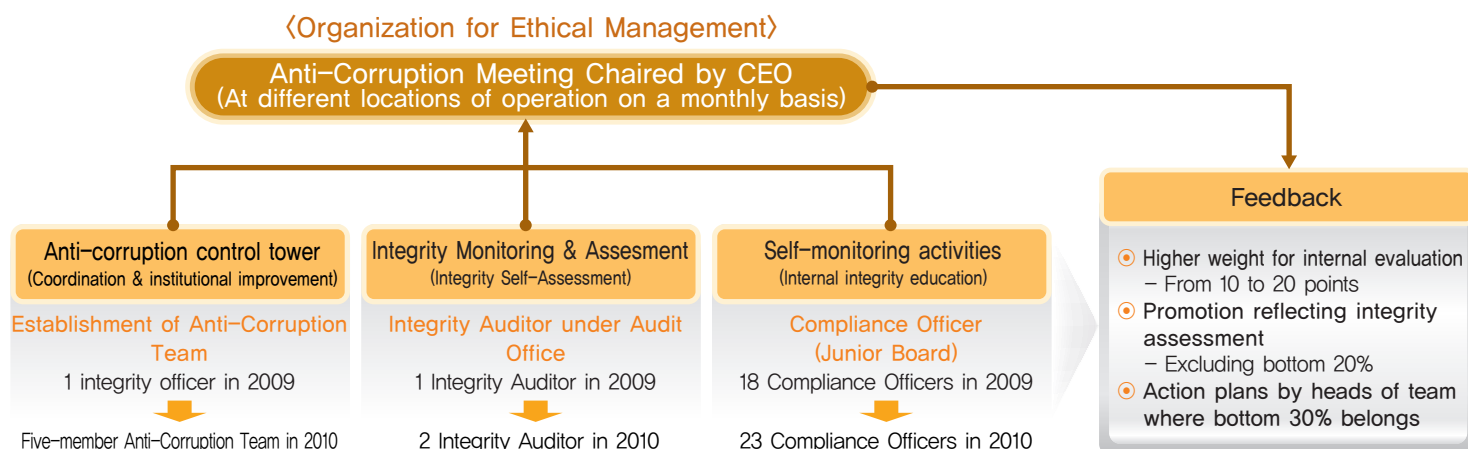 〈Organization for Ethical Management〉
Anti-Corruption Meeting Chaired by CEO
(At different locations of operation on a monthly basis)
Anti-corruption control tower
(Coordination & institutional improvement)
Establishment of Anti-Corruption
Team
1 integrity officer in 2009
Five-member Anti-Corruption Team in 2010
Integrity Monitoring & Assesment
(Integrity Self-Assessment)
Integrity Auditor under Audit
Office
1 Integrity Auditor in 2009
2 Integrity Auditor in 2010
Self-monitoring activities
(Internal integrity education)
Compliance Officer
(Junior Board)
18 Compliance Officers in 2009
23 Compliance Officers in 2010
Feedback
Higher weight for internal evaluation
- From 10 to 20 points
Promotion reflecting integrity
assessment
- Excluding bottom 20%
Action plans by heads of team
where bottom 30% belongs